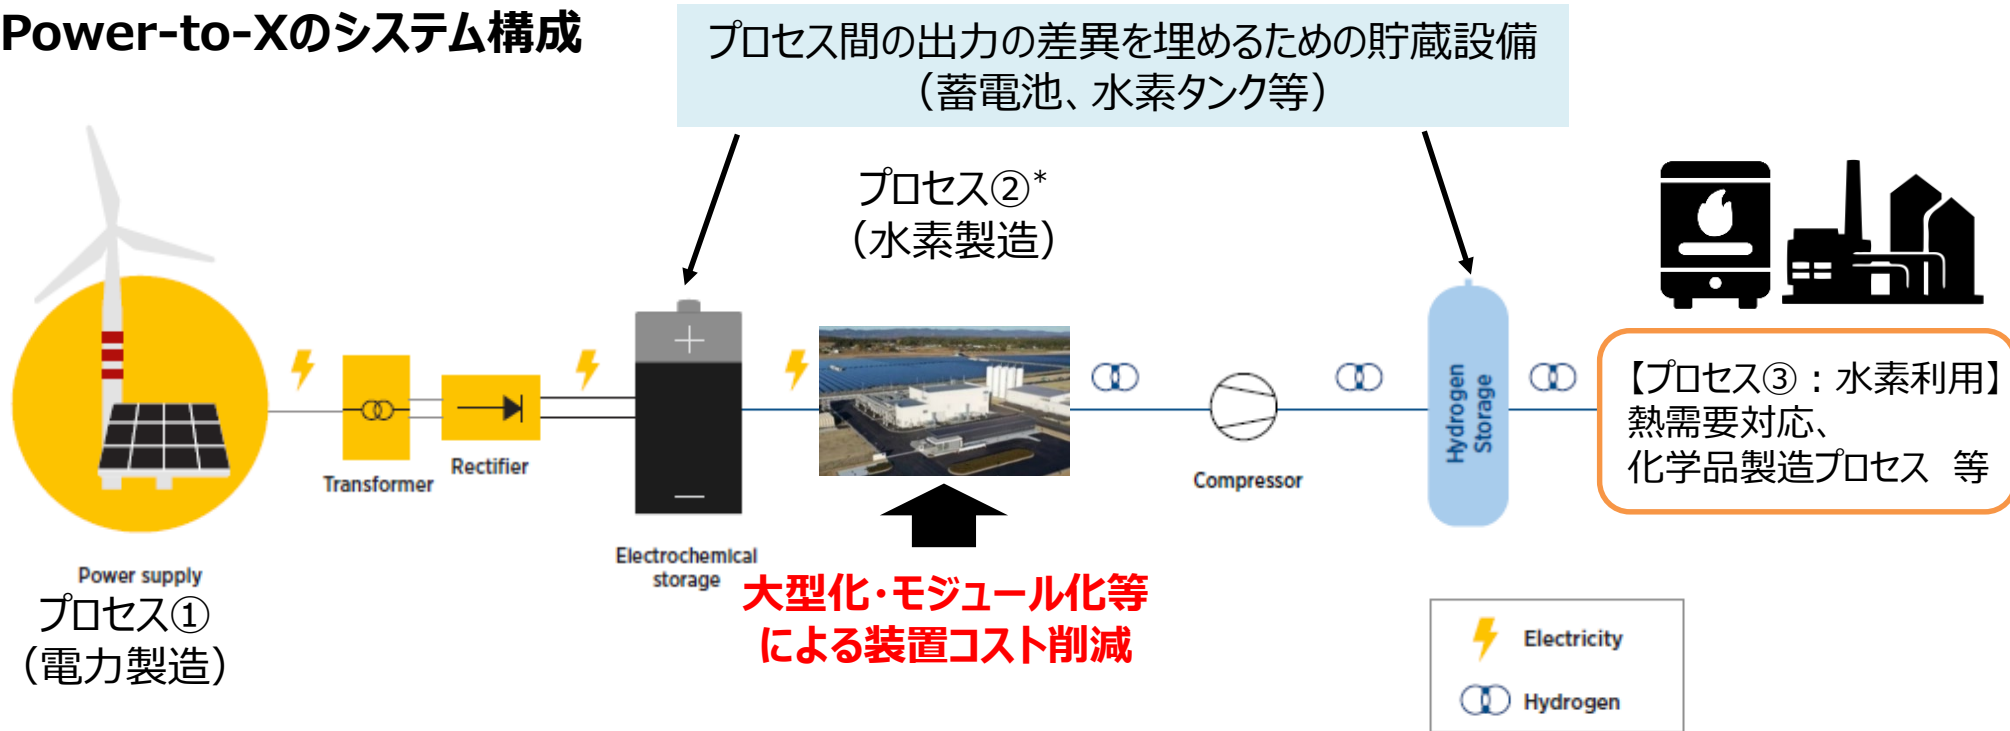 Power-to-Xのシステム構成
プロセス間の出力の差異を埋めるための貯蔵設備
（蓄電池、水素タンク等）
プロセス②*
（水素製造）
Transformer
Rectifier
Electrochemical
storage
Compressor
Hydrogen
Storage
【プロセス③：水素利用】
熱需要対応、
化学品製造プロセス 等
Power supply
プロセス①
（電力製造）
大型化・モジュール化等
による装置コスト削減
Electricity
Hydrogen